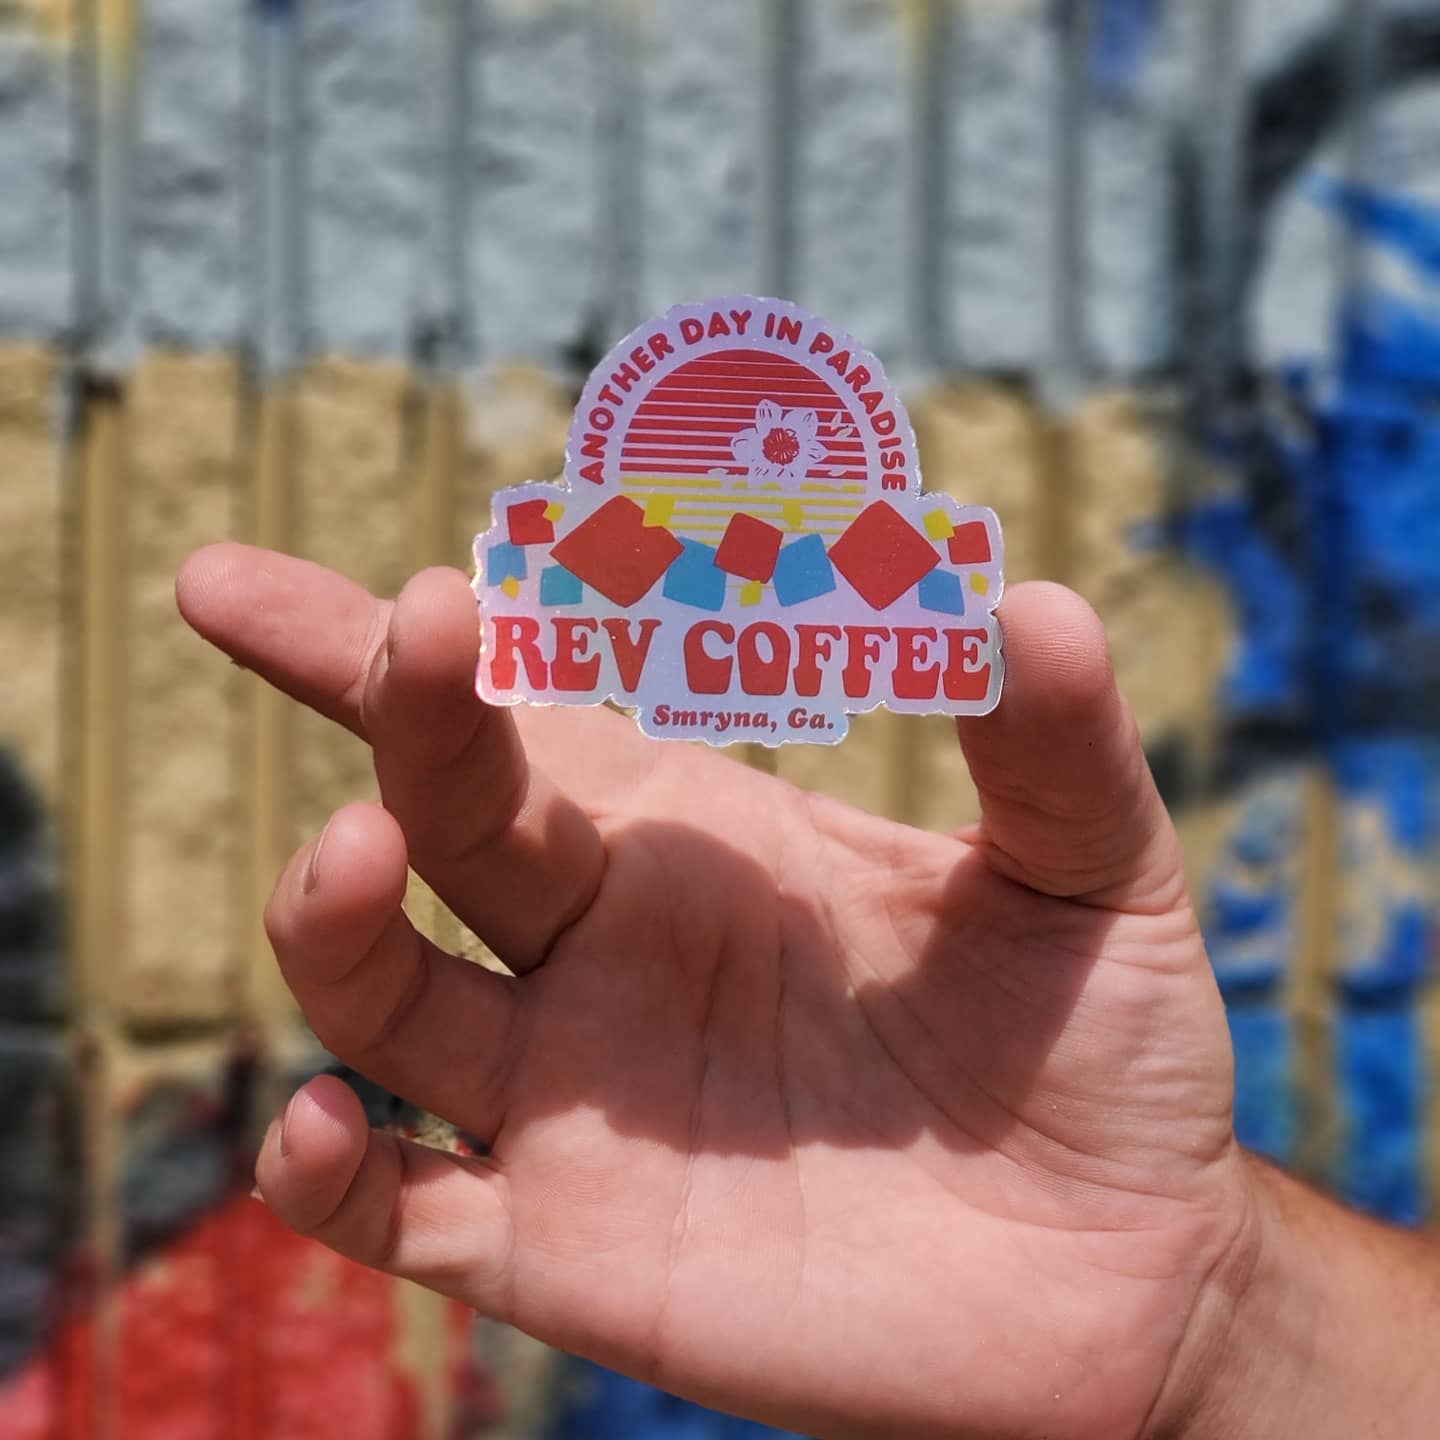 ANOTHER DAY IN PARADISE
REV COFFEE
Smryna, Ga.